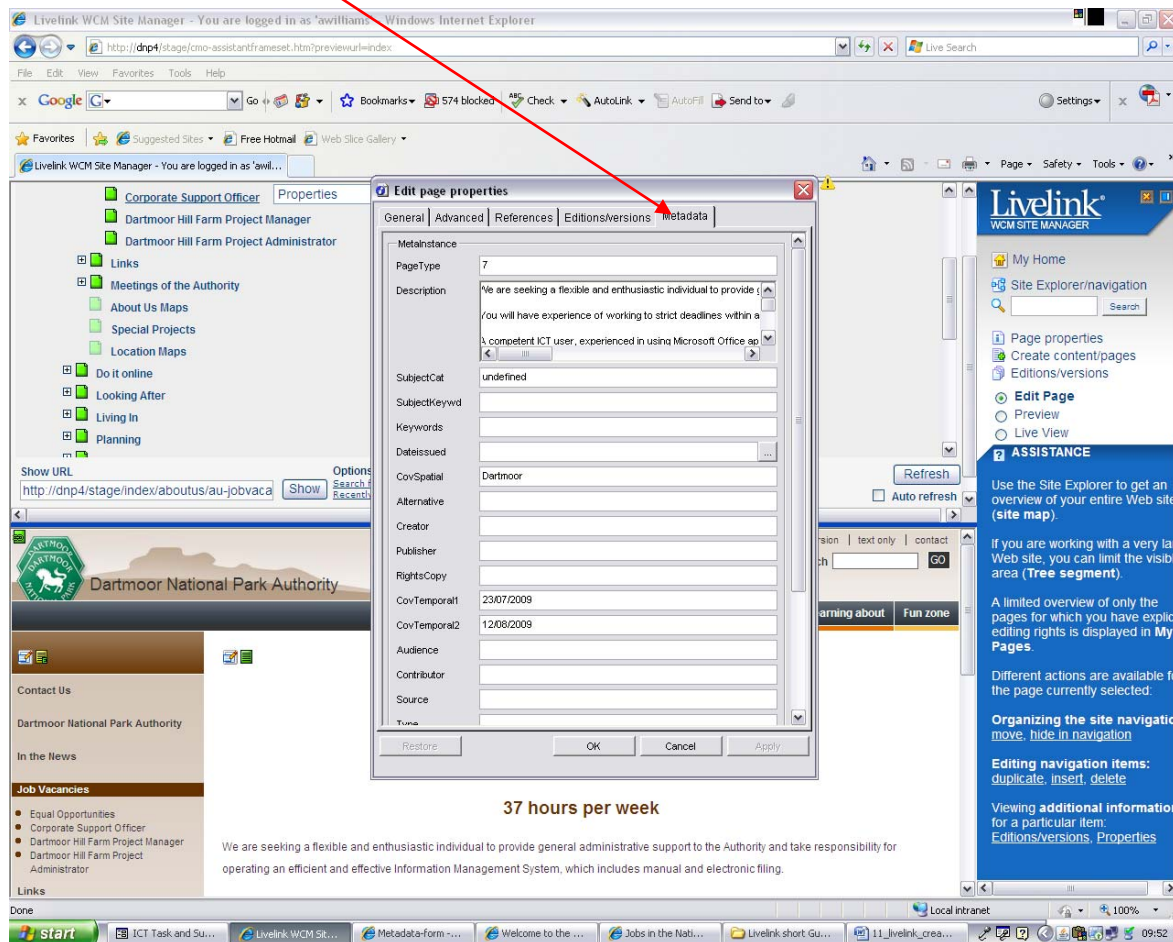 Livelink WCM Site Manager - You are logged in as 'awilliams' - Windows Internet Explorer
http://dnp4/stage/cmo-assistantframeset.htm?previewurl=index
Live Search
File Edit View Favorites Tools Help
x Google G Go Bookmarks 574 blocked Check AutoLink AutoFill Send to Settings x
Favorites Suggested Sites Free Hotmail Web Slice Gallery
Livelink WCM Site Manager - You are logged in as 'awil... Page Safety Tools
Corporate Support Officer Properties
Dartmoor Hill Farm Project Manager
Dartmoor Hill Farm Project Administrator
Links
Meetings of the Authority
About Us Maps
Special Projects
Location Maps
Do it online
Looking After
Living In
Planning
Show URL Options
http://dnp4/stage/index/aboutus/au-jobvaca Show Search f
Recently
Refresh
Auto refresh
Edit page properties
General Advanced References Editions/versions Metadata
MetaInstance
PageType 7
Description We are seeking a flexible and enthusiastic individual to provide g
You will have experience of working to strict deadlines within a
A competent ICT user, experienced in using Microsoft Office ap
SubjectCat undefined
SubjectKeywd
Keywords
Dateissued ...
CovSpatial Dartmoor
Alternative
Creator
Publisher
RightsCopy
CovTemporal1 23/07/2009
CovTemporal2 12/08/2009
Audience
Contributor
Source
Type
Restore OK Cancel Apply
Livelink
WCM SITE MANAGER
My Home
Site Explorer/navigation
Search
Page properties
Create content/pages
Editions/versions
Edit Page
Preview
Live View
ASSISTANCE
Use the Site Explorer to get an
overview of your entire Web site
(site map).
If you are working with a very la
Web site, you can limit the visib
area (Tree segment).
A limited overview of only the
pages for which you have explic
editing rights is displayed in My
Pages.
Different actions are available f
the page currently selected:
Organizing the site navigatio
move, hide in navigation
Editing navigation items:
duplicate, insert, delete
Viewing additional information
for a particular item:
Editions/versions, Properties
DARTMOOR
DARTMOOR
Dartmoor National Park Authority
rsion | text only | contact
ch GO
earning about Fun zone
Contact Us
Dartmoor National Park Authority
In the News
Job Vacancies
Equal Opportunities
Corporate Support Officer
Dartmoor Hill Farm Project Manager
Dartmoor Hill Farm Project
Administrator
Links
37 hours per week
We are seeking a flexible and enthusiastic individual to provide general administrative support to the Authority and take responsibility for
operating an efficient and effective Information Management System, which includes manual and electronic filing.
Done Local intranet 100%
start ICT Task and Su... Livelink WCM Sit... Metadata-form -... Welcome to the ... Jobs in the Nati... Livelink short Gu... 11_livelink_crea... 09:52